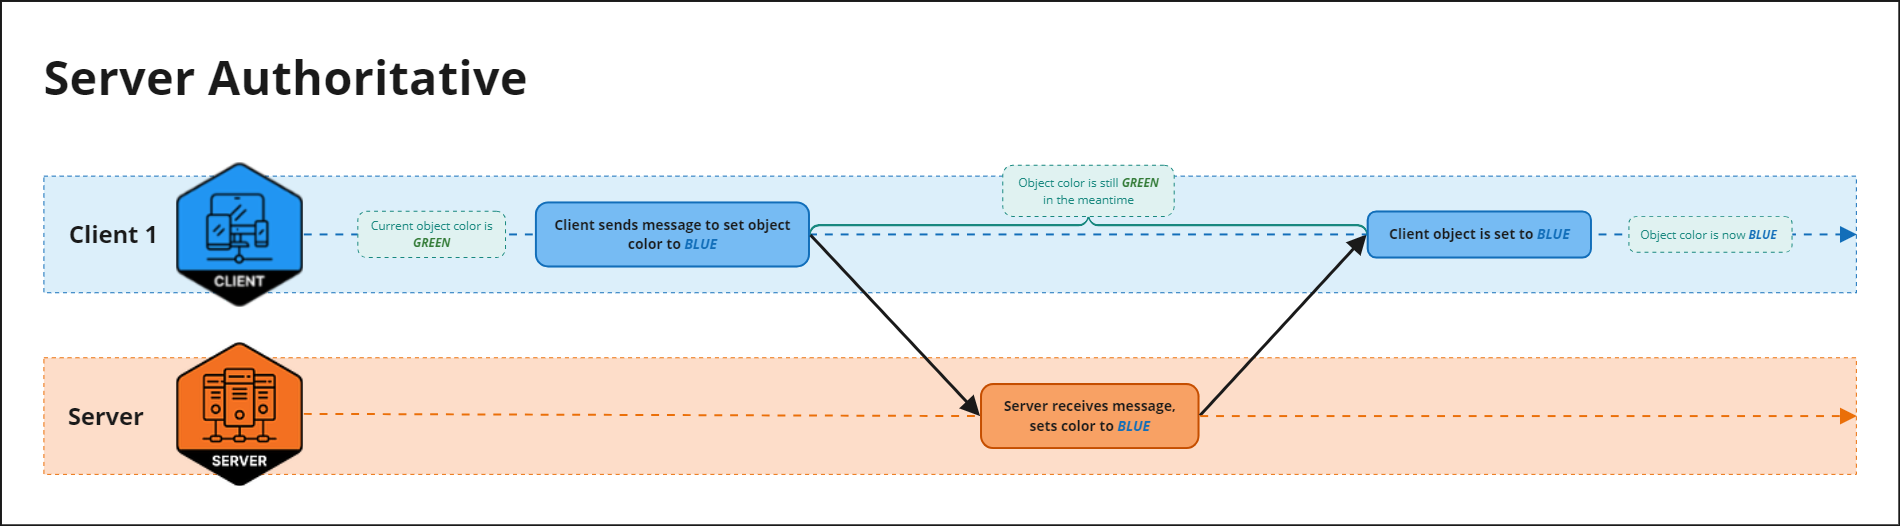 Server Authoritative
Client 1
CLIENT
Current object color is
GREEN
Client sends message to set object
color to BLUE
Object color is still GREEN
in the meantime
Client object is set to BLUE
Object color is now BLUE
Server
SERVER
Server receives message,
sets color to BLUE